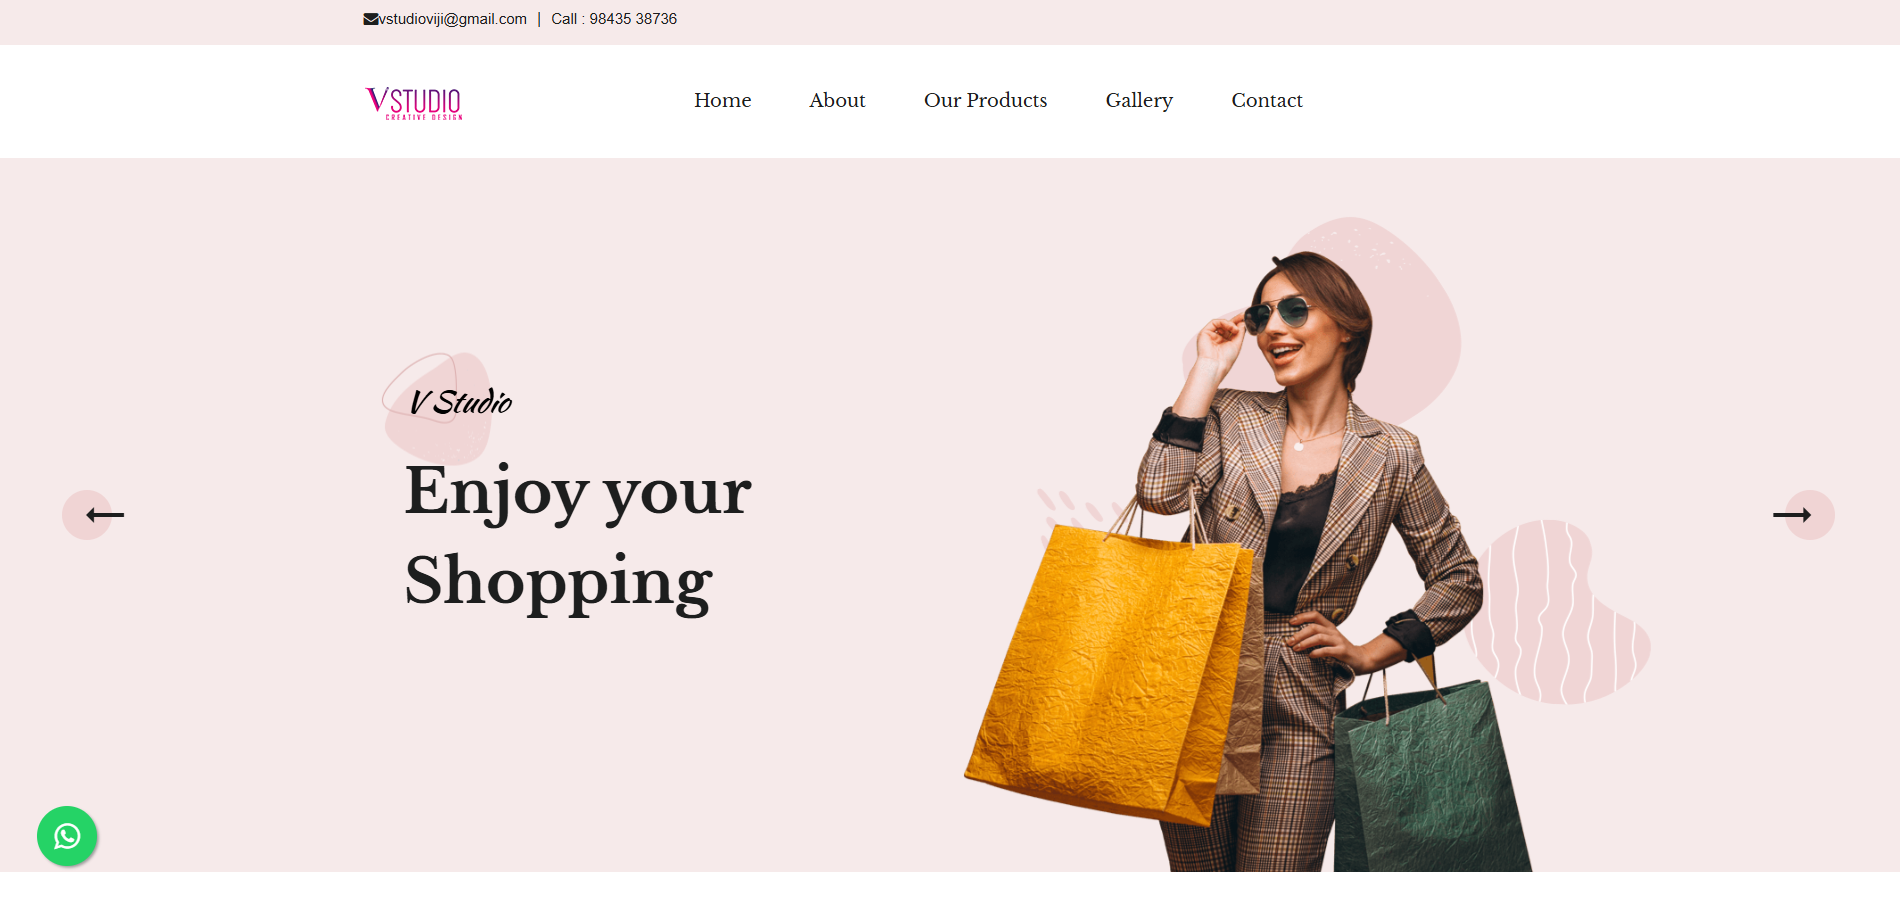 vstudioviji@gmail.com | Call : 98435 38736
VSTUDIO
CREATIVE DESIGN
Home About Our Products Gallery Contact
V Studio
Enjoy your
Shopping